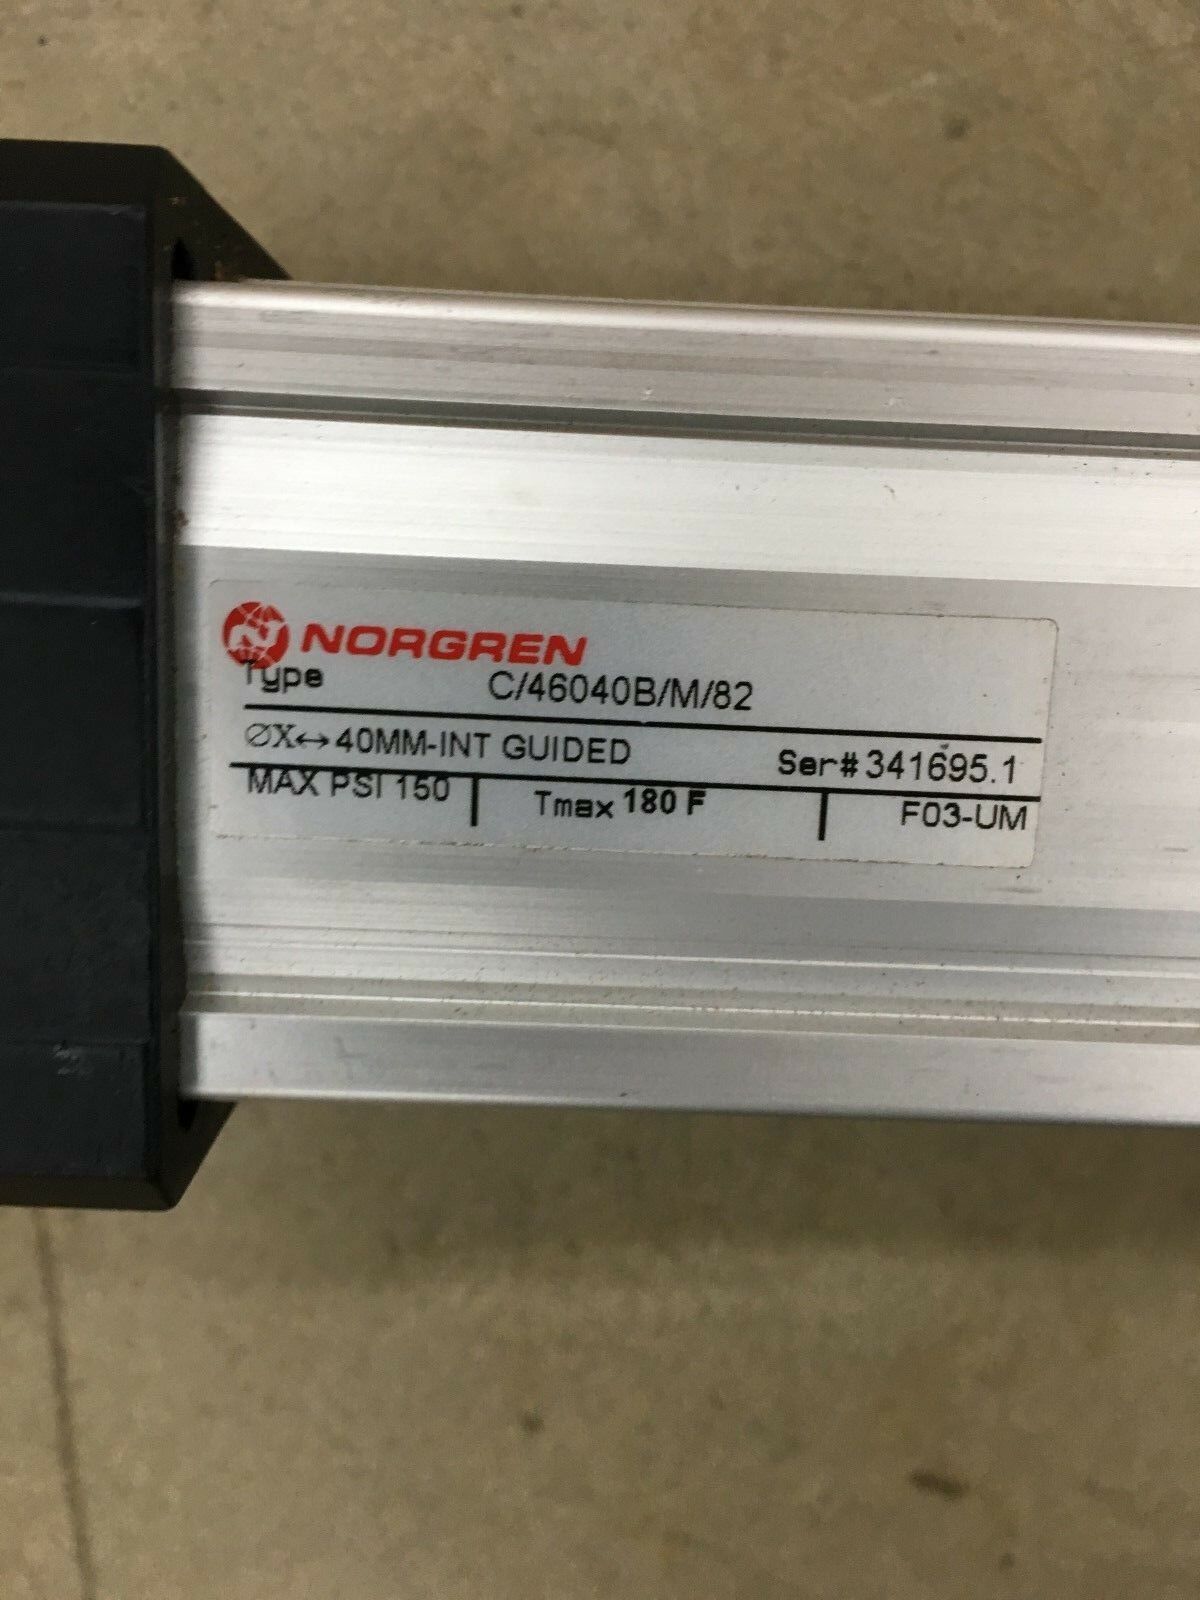 NORGREN
Type C/46040B/M/82
ØX↔40MM-INT GUIDED Ser# 341695.1
MAX PSI 150 Tmax 180 F F03-UM